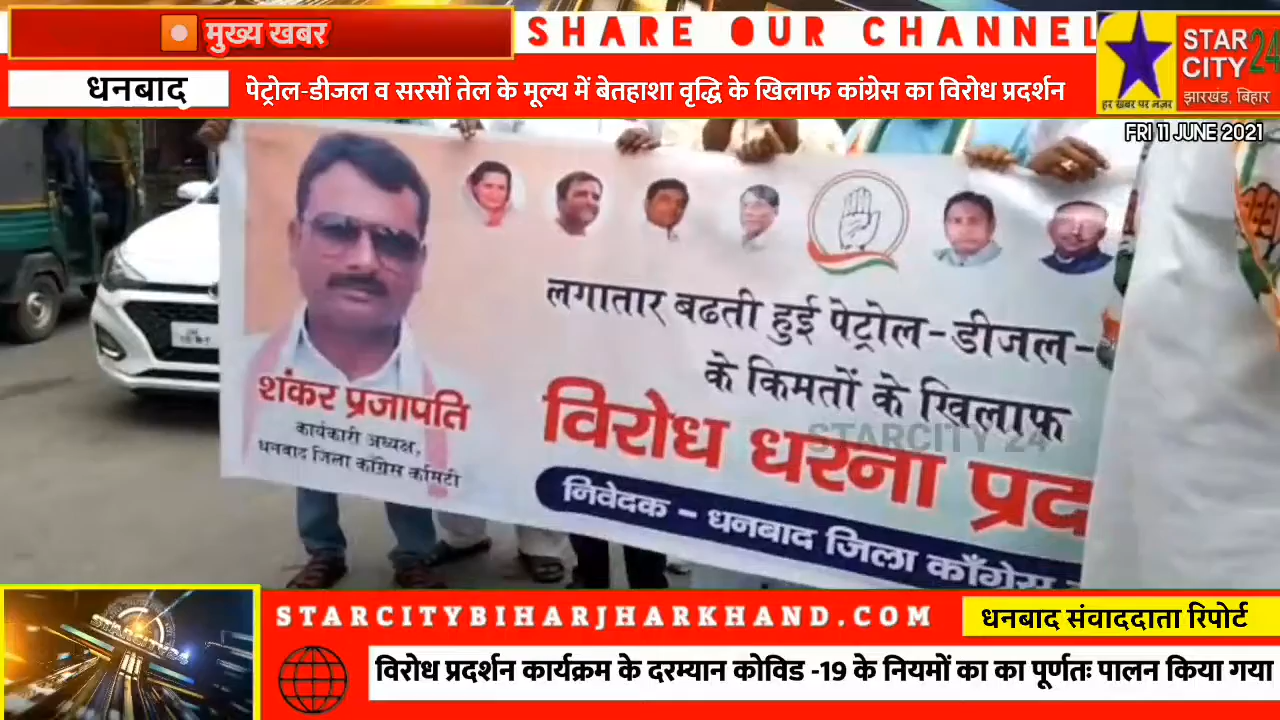 मुख्य खबर
SHARE OUR CHANNEL
STAR CITY 24
झारखंड, बिहार
हर खबर पर नज़र
धनबाद
पेट्रोल-डीजल व सरसों तेल के मूल्य में बेतहाशा वृद्धि के खिलाफ कांग्रेस का विरोध प्रदर्शन
FRI 11 JUNE 2021
लगातार बढती हुई पेट्रोल-डीजल-
के किमतों के खिलाफ
विरोध धरना प्रद
STARCITY 24
निवेदक - धनबाद जिला काँग्रेस
शंकर प्रजापति
कार्यकारी अध्यक्ष,
धनबाद जिला काँग्रेस कमिटी
STARCITYBIHARJHARKHAND.COM
धनबाद संवाददाता रिपोर्ट
विरोध प्रदर्शन कार्यक्रम के दरम्यान कोविड -19 के नियमों का का पूर्णतः पालन किया गया